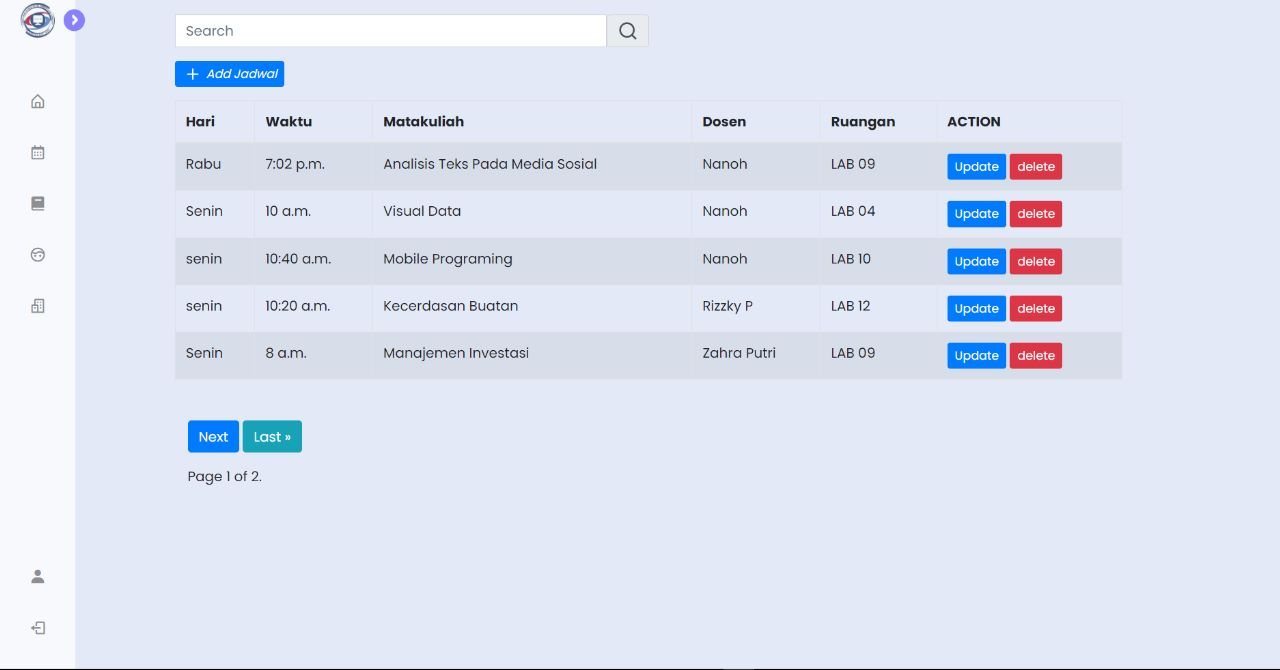 Search
Add Jadwal
Hari Waktu Matakuliah Dosen Ruangan ACTION
Rabu 7:02 p.m. Analisis Teks Pada Media Sosial Nanoh LAB 09 Update delete
Senin 10 a.m. Visual Data Nanoh LAB 04 Update delete
senin 10:40 a.m. Mobile Programing Nanoh LAB 10 Update delete
senin 10:20 a.m. Kecerdasan Buatan Rizzky P LAB 12 Update delete
Senin 8 a.m. Manajemen Investasi Zahra Putri LAB 09 Update delete
Next Last »
Page 1 of 2.